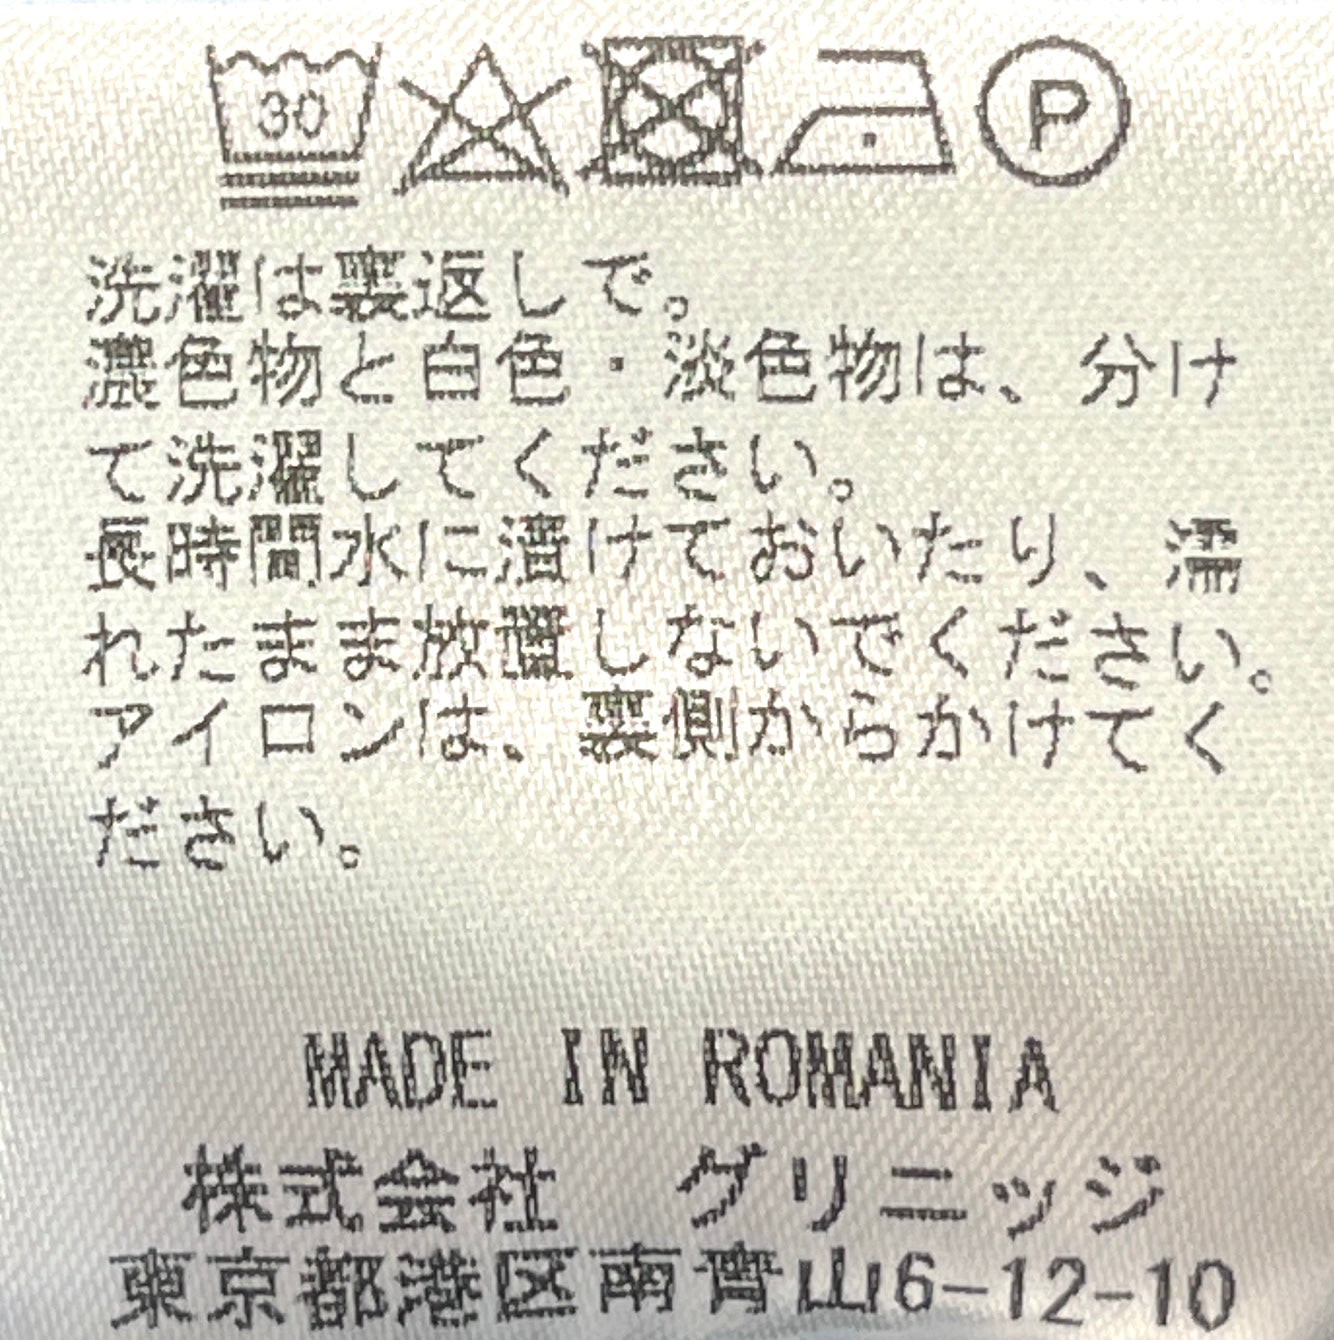 30 P
洗濯は裏返しで。
濃色物と白色・淡色物は、分け
て洗濯してください。
長時間水に漬けておいたり、濡
れたまま放置しないでください。
アイロンは、裏側からかけてく
ださい。
MADE IN ROMANIA
株式会社 グリニッジ
東京都港区南青山6-12-10